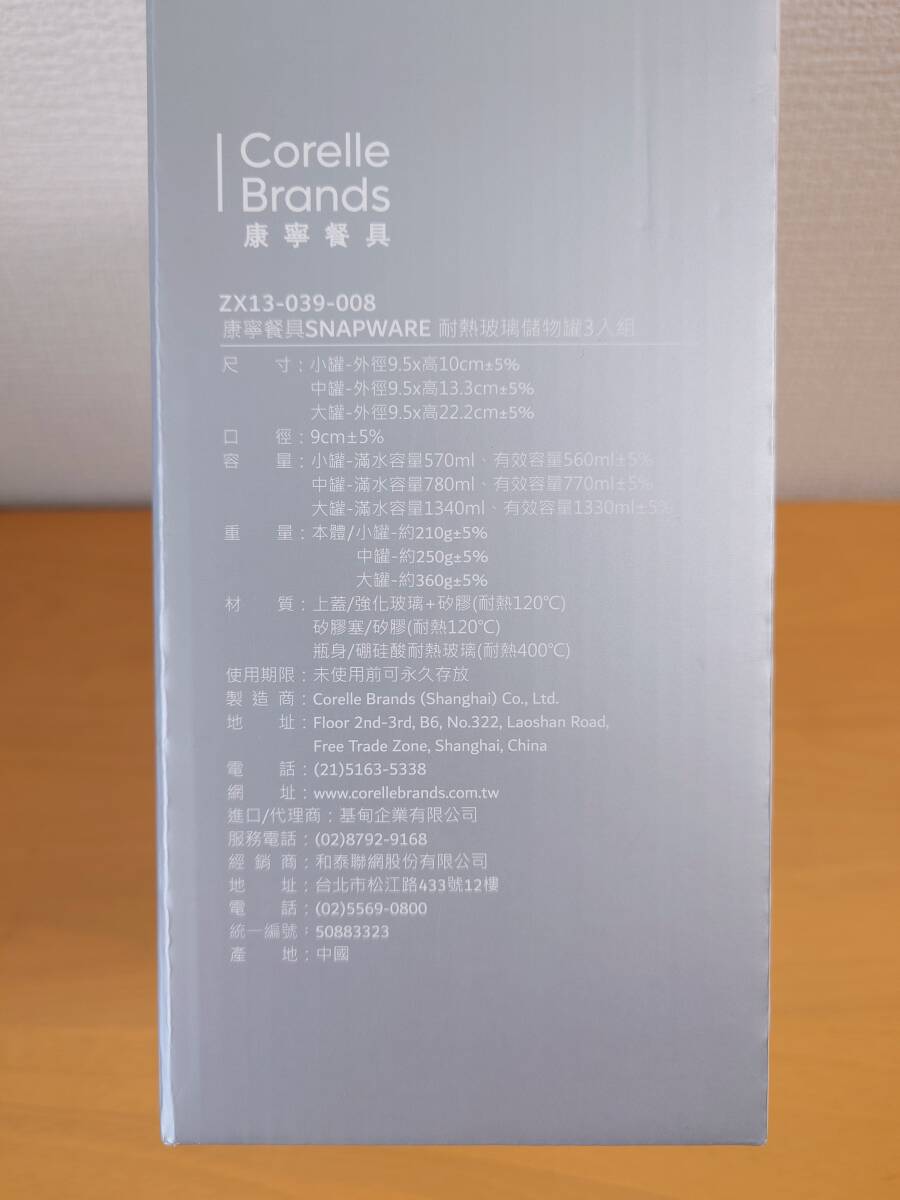 Corelle
Brands
康寧餐具
ZX13-039-008
康寧餐具SNAPWARE 耐熱玻璃儲物罐3入組
尺寸：小罐-外徑9.5x高10cm±5%
中罐-外徑9.5x高13.3cm±5%
大罐-外徑9.5x高22.2cm±5%
口徑：9cm±5%
容量：小罐-滿水容量570ml、有效容量560ml±5%
中罐-滿水容量780ml、有效容量770ml±5%
大罐-滿水容量1340ml、有效容量1330ml±5%
重量：本體/小罐-約210g±5%
中罐-約250g±5%
大罐-約360g±5%
材質：上蓋/強化玻璃+矽膠(耐熱120℃)
矽膠塞/矽膠(耐熱120℃)
瓶身/硼硅酸耐熱玻璃(耐熱400℃)
使用期限：未使用前可永久存放
製造商：Corelle Brands (Shanghai) Co., Ltd.
地址：Floor 2nd-3rd, B6, No.322, Laoshan Road,
Free Trade Zone, Shanghai, China
電話：(21)5163-5338
網址：www.corellebrands.com.tw
進口/代理商：基甸企業有限公司
服務電話：(02)8792-9168
經銷商：和泰聯網股份有限公司
地址：台北市松江路433號12樓
電話：(02)5569-0800
統一編號：50883323
產地：中國